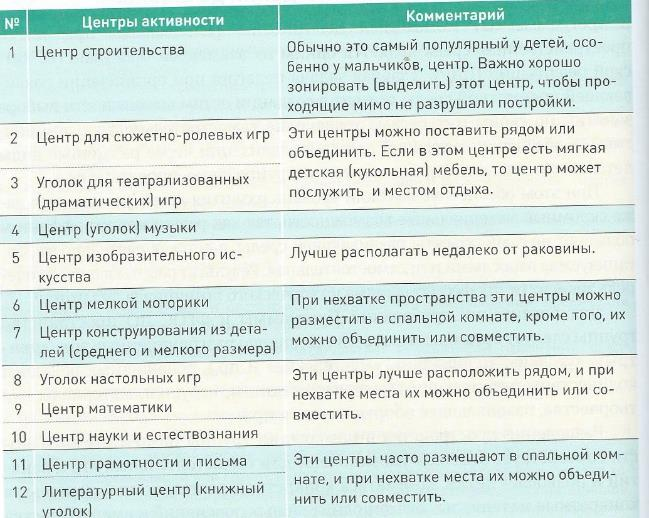 № Центры активности Комментарий
1 Центр строительства
Обычно это самый популярный у детей, осо-
бенно у мальчиков, центр. Важно хорошо
зонировать (выделить) этот центр, чтобы про-
ходящие мимо не разрушали постройки.
2 Центр для сюжетно-ролевых игр
3 Уголок для театрализованных
(драматических) игр
Эти центры можно поставить рядом или
объединить. Если в этом центре есть мягкая
детская (кукольная) мебель, то центр может
послужить и местом отдыха.
4 Центр (уголок) музыки
5 Центр изобразительного ис-
кусства
Лучше располагать недалеко от раковины.
6 Центр мелкой моторики
7 Центр конструирования из дета-
лей (среднего и мелкого размера)
При нехватке пространства эти центры можно
разместить в спальной комнате, кроме того, их
можно объединить или совместить.
8 Уголок настольных игр
9 Центр математики
10 Центр науки и естествознания
Эти центры лучше расположить рядом, и при
нехватке места их можно объединить или со-
вместить.
11 Центр грамотности и письма
12 Литературный центр (книжный
уголок)
Эти центры часто размещают в спальной ком-
нате, и при нехватке места их можно объеди-
нить или совместить.